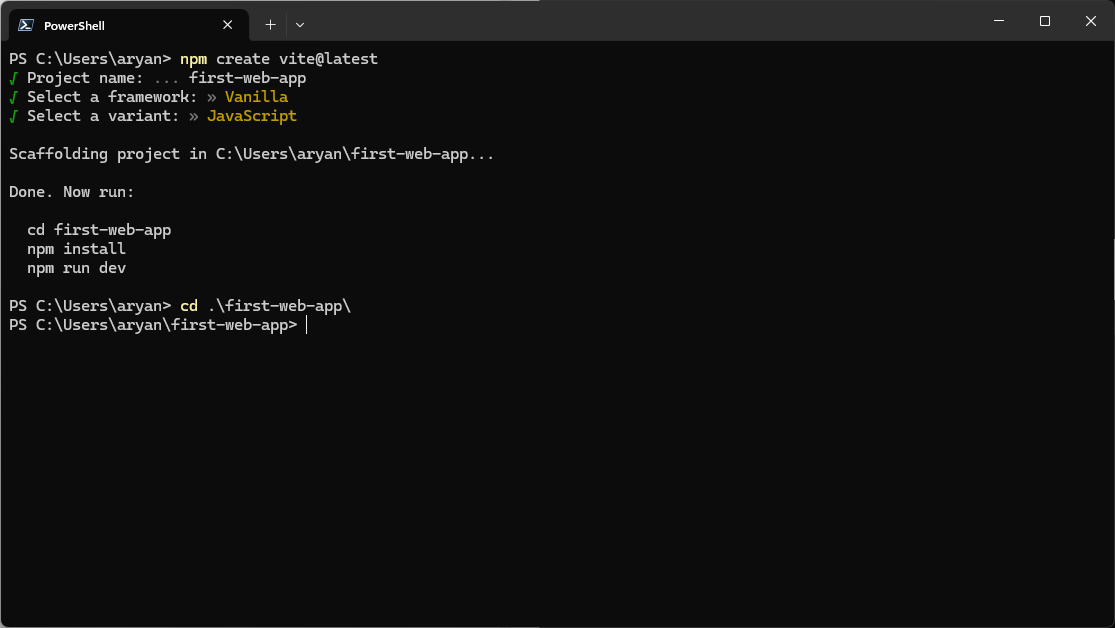 PowerShell
PS C:\Users\aryan> npm create vite@latest
√ Project name: ... first-web-app
√ Select a framework: » Vanilla
√ Select a variant: » JavaScript
Scaffolding project in C:\Users\aryan\first-web-app...
Done. Now run:
cd first-web-app
npm install
npm run dev
PS C:\Users\aryan> cd .\first-web-app\
PS C:\Users\aryan\first-web-app>